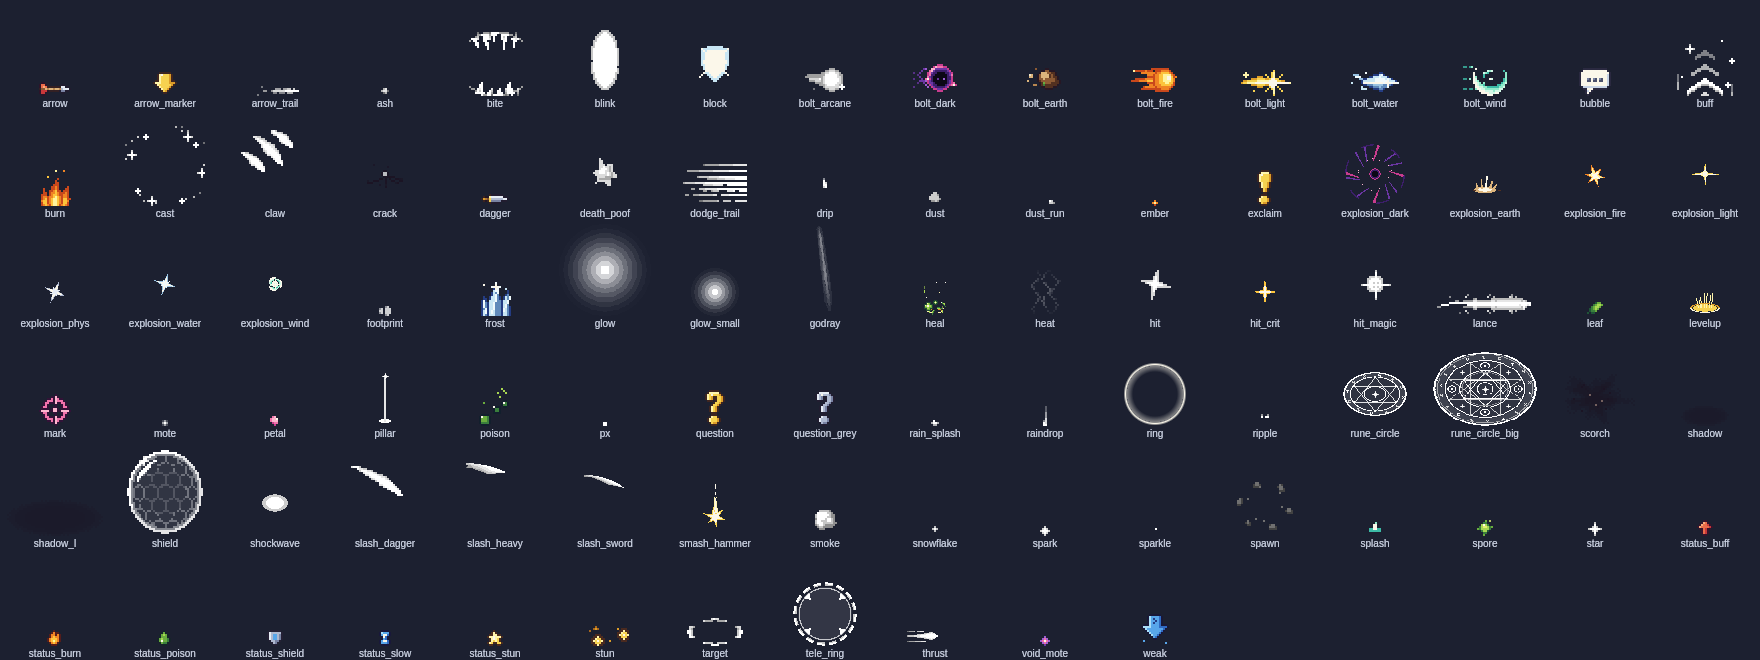 arrow arrow_marker arrow_trail ash bite blink block bolt_arcane bolt_dark bolt_earth bolt_fire bolt_light bolt_water bolt_wind bubble buff
burn cast claw crack dagger death_poof dodge_trail drip dust dust_run ember exclaim explosion_dark explosion_earth explosion_fire explosion_light
explosion_phys explosion_water explosion_wind footprint frost glow glow_small godray heal heat hit hit_crit hit_magic lance leaf levelup
mark mote petal pillar poison px question question_grey rain_splash raindrop ring ripple rune_circle rune_circle_big scorch shadow
shadow_l shield shockwave slash_dagger slash_heavy slash_sword smash_hammer smoke snowflake spark sparkle spawn splash spore star status_buff
status_burn status_poison status_shield status_slow status_stun stun target tele_ring thrust void_mote weak